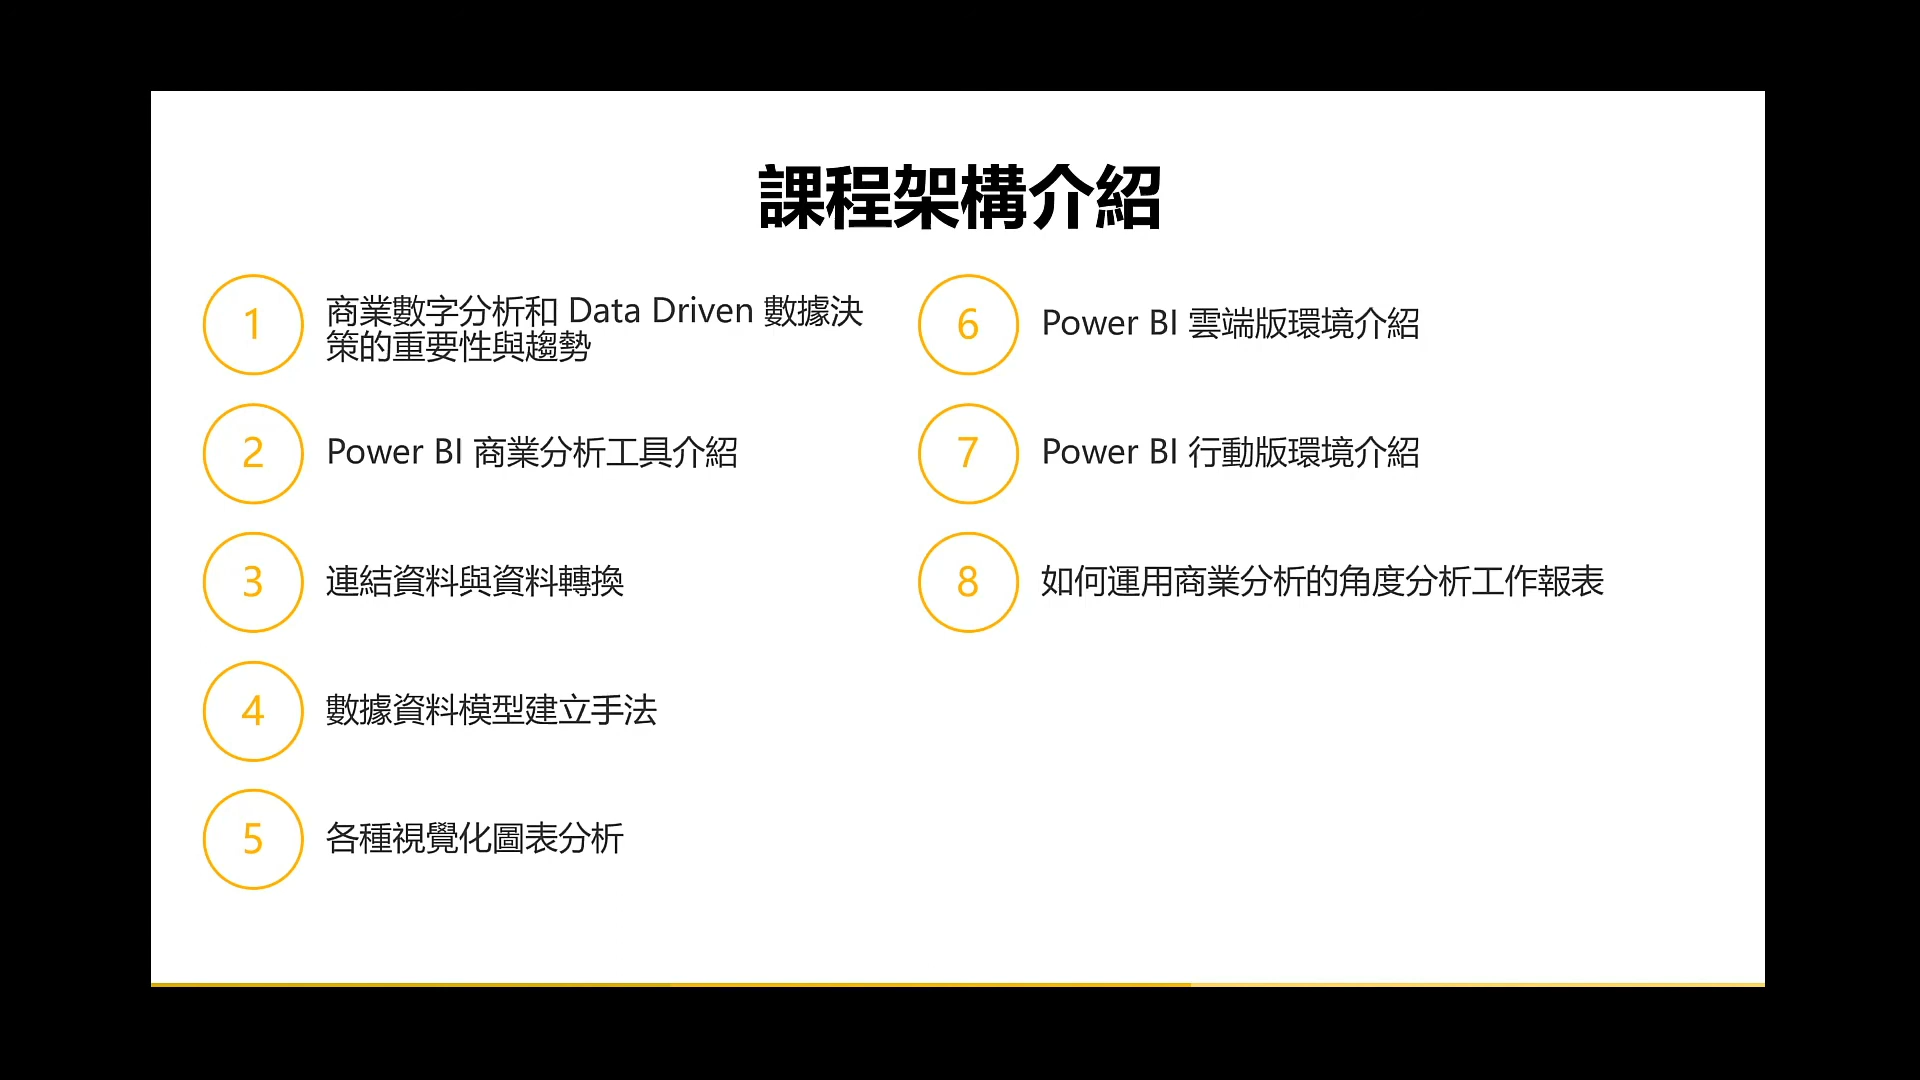 課程架構介紹
1
商業數字分析和 Data Driven 數據決
策的重要性與趨勢
2
Power BI 商業分析工具介紹
3
連結資料與資料轉換
4
數據資料模型建立手法
5
各種視覺化圖表分析
6
Power BI 雲端版環境介紹
7
Power BI 行動版環境介紹
8
如何運用商業分析的角度分析工作報表